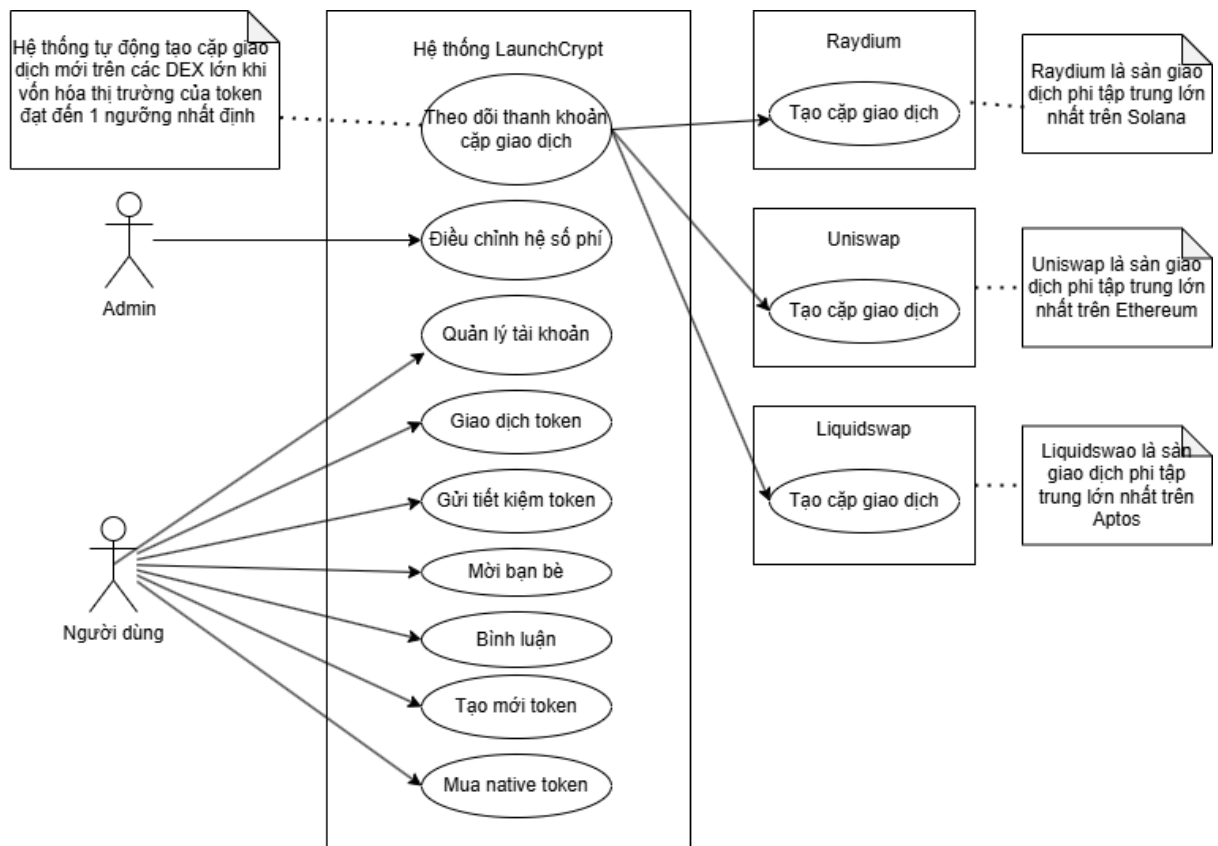 Hệ thống tự động tạo cặp giao
dịch mới trên các DEX lớn khi
vốn hóa thị trường của token
đạt đến 1 ngưỡng nhất định
Admin
Người dùng
Hệ thống LaunchCrypt
Theo dõi thanh khoản
cặp giao dịch
Điều chỉnh hệ số phí
Quản lý tài khoản
Giao dịch token
Gửi tiết kiệm token
Mời bạn bè
Bình luận
Tạo mới token
Mua native token
Raydium
Tạo cặp giao dịch
Raydium là sàn giao
dịch phi tập trung lớn
nhất trên Solana
Uniswap
Tạo cặp giao dịch
Uniswap là sàn giao
dịch phi tập trung lớn
nhất trên Ethereum
Liquidswap
Tạo cặp giao dịch
Liquidswao là sàn
giao dịch phi tập
trung lớn nhất trên
Aptos